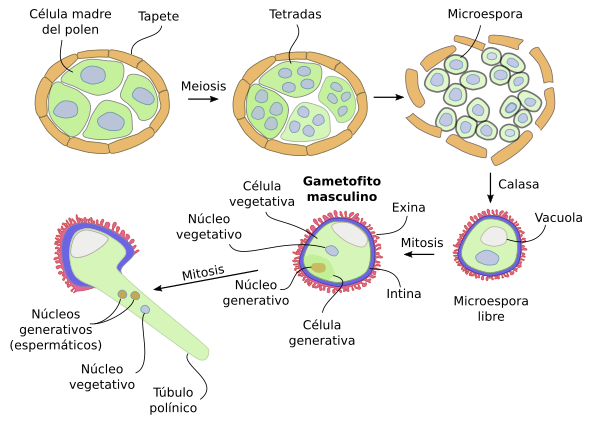 Célula madre
del polen
Tapete
Tetradas
Microespora
Meiosis
Calasa
Vacuola
Microespora
libre
Mitosis
Gametofito
masculino
Célula
vegetativa
Exina
Núcleo
vegetativo
Núcleo
generativo
Intina
Célula
generativa
Mitosis
Núcleos
generativos
(espermáticos)
Núcleo
vegetativo
Túbulo
polínico